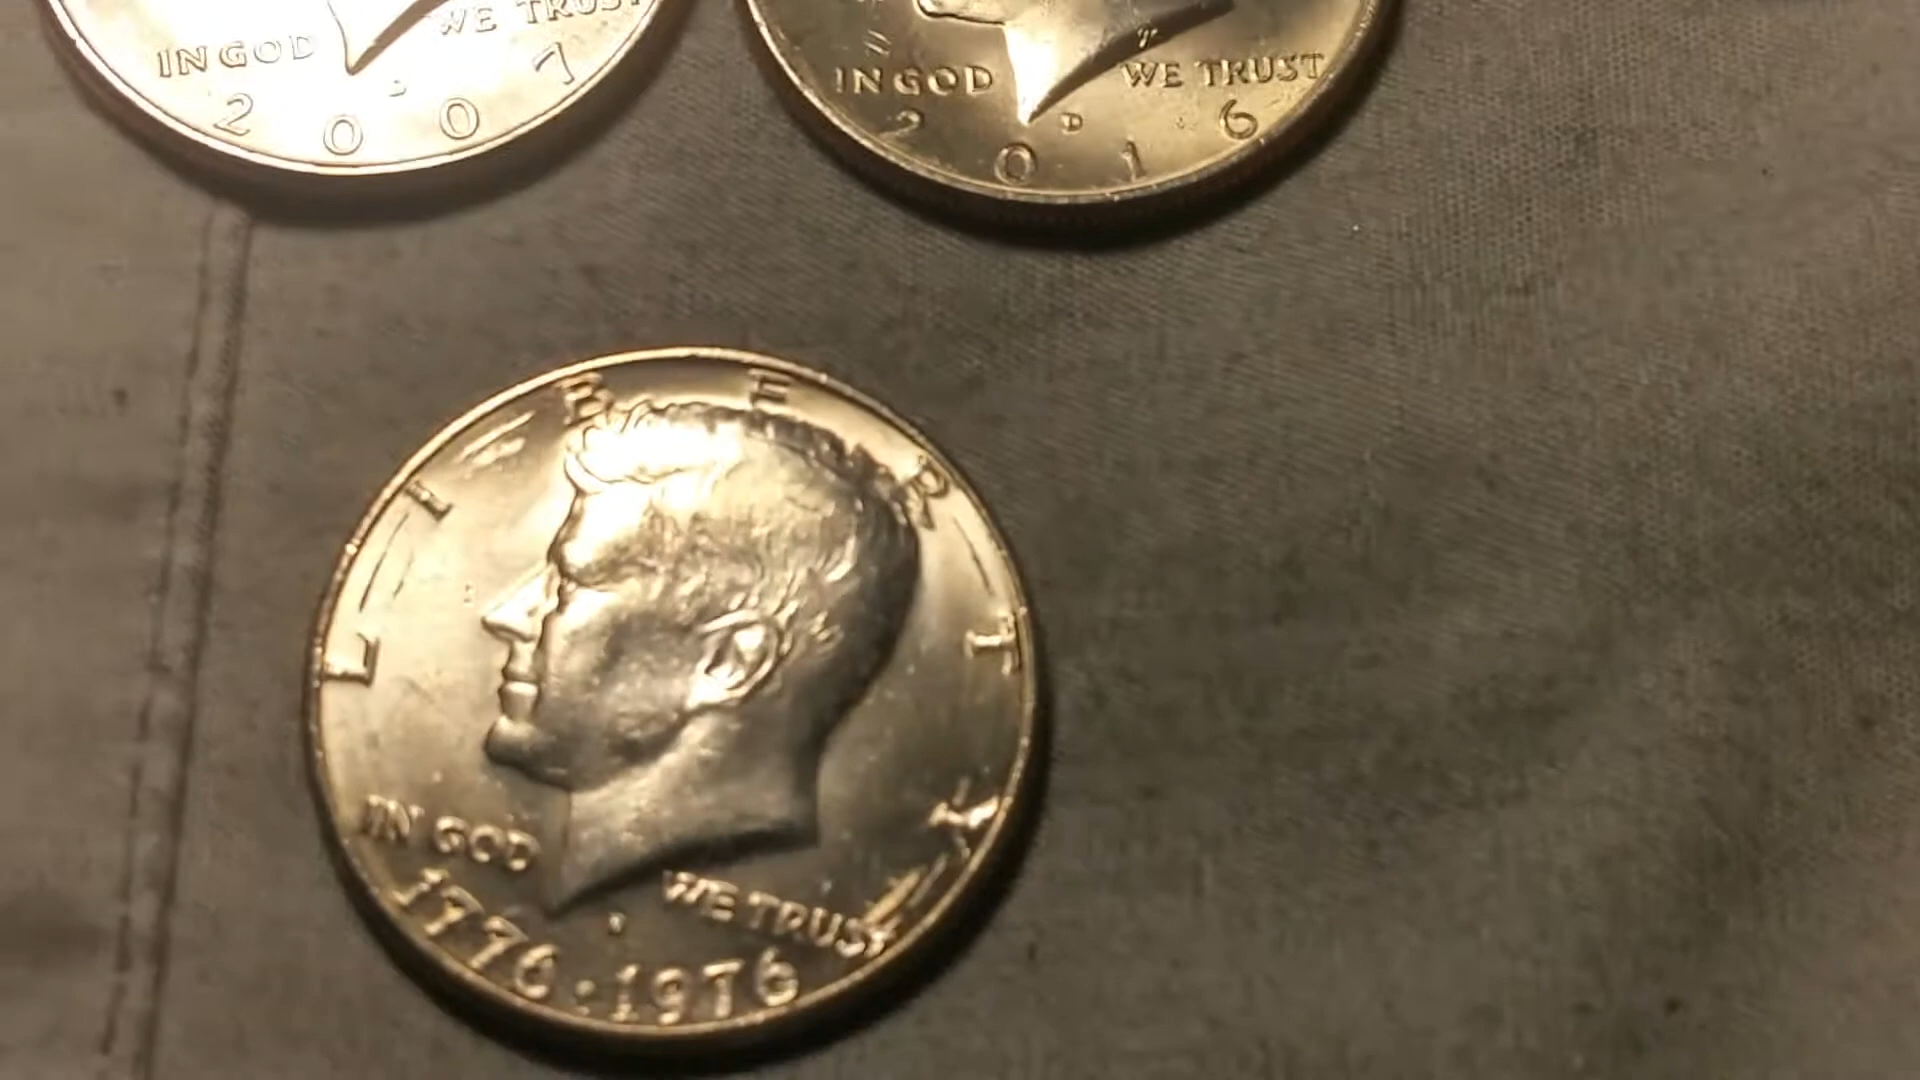 IN GOD WE TRUST
2007
IN GOD WE TRUST
D
2016
LIBERTY
IN GOD WE TRUST
1776·1976